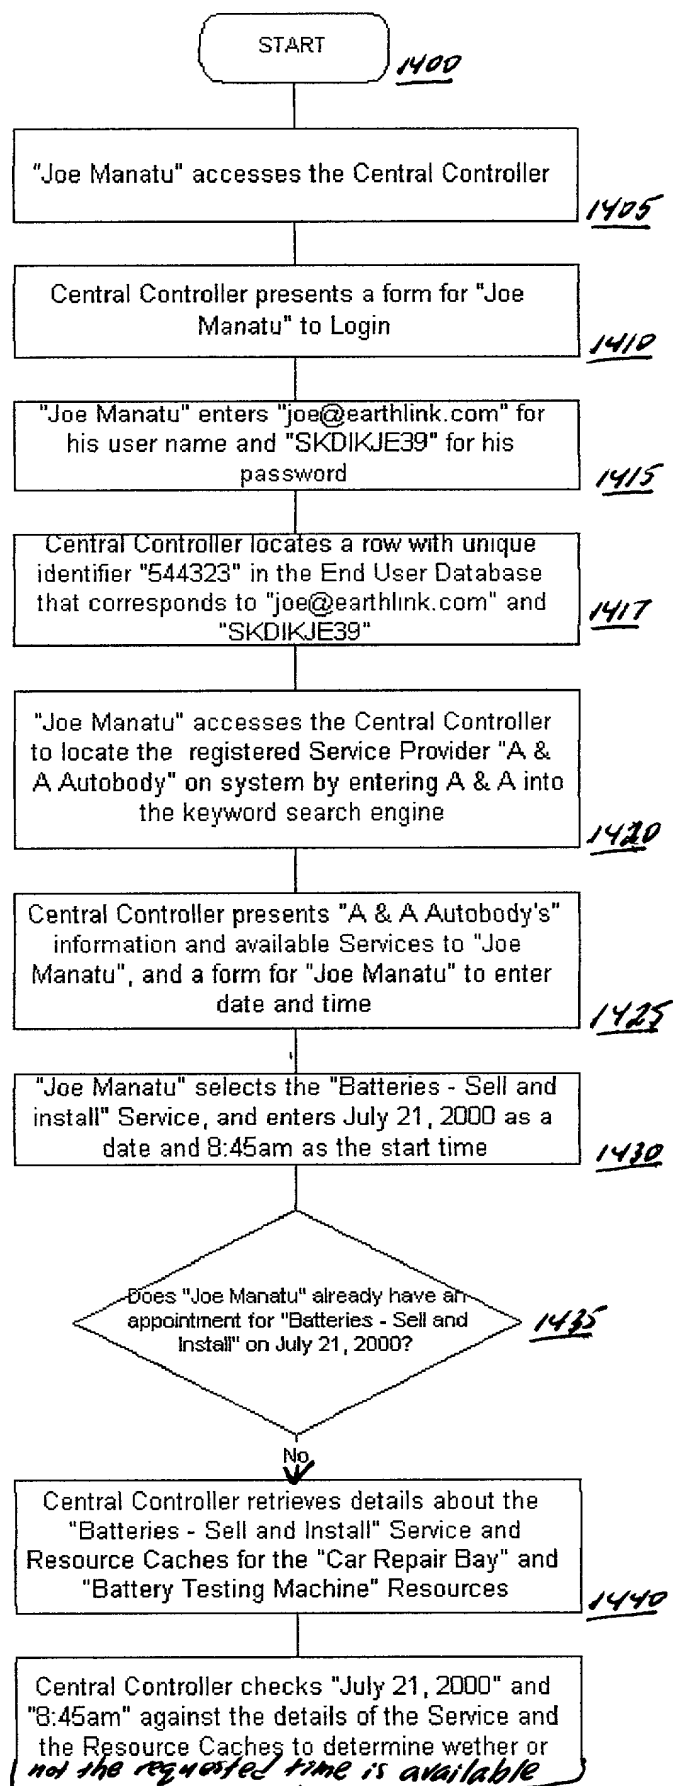 START
1400
"Joe Manatu" accesses the Central Controller
1405
Central Controller presents a form for "Joe
Manatu" to Login
1410
"Joe Manatu" enters "joe@earthlink.com" for
his user name and "SKDIKJE39" for his
password
1415
Central Controller locates a row with unique
identifier "544323" in the End User Database
that corresponds to "joe@earthlink.com" and
"SKDIKJE39"
1417
"Joe Manatu" accesses the Central Controller
to locate the registered Service Provider "A &
A Autobody" on system by entering A & A into
the keyword search engine
1420
Central Controller presents "A & A Autobody's"
information and available Services to "Joe
Manatu", and a form for "Joe Manatu" to enter
date and time
1425
"Joe Manatu" selects the "Batteries - Sell and
install" Service, and enters July 21, 2000 as a
date and 8:45am as the start time
1430
Does "Joe Manatu" already have an
appointment for "Batteries - Sell and
Install" on July 21, 2000?
1435
No
Central Controller retrieves details about the
"Batteries - Sell and Install" Service and
Resource Caches for the "Car Repair Bay" and
"Battery Testing Machine" Resources
1440
Central Controller checks "July 21, 2000" and
"8:45am" against the details of the Service and
the Resource Caches to determine wether or
not the requested time is available